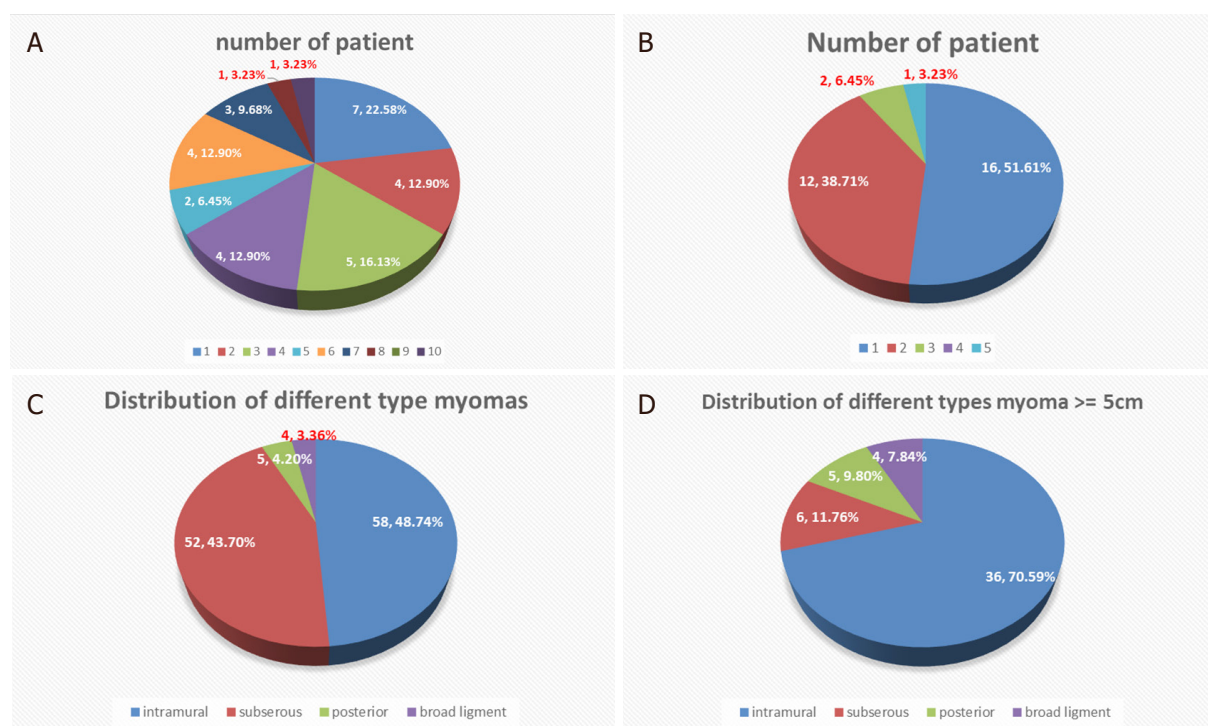 A
number of patient
1, 3.23%
1, 3.23%
3, 9.68%
7, 22.58%
4, 12.90%
4, 12.90%
2, 6.45%
4, 12.90%
5, 16.13%
1 2 3 4 5 6 7 8 9 10
B
Number of patient
2, 6.45%
1, 3.23%
12, 38.71%
16, 51.61%
1 2 3 4 5
C
Distribution of different type myomas
4, 3.36%
5, 4.20%
58, 48.74%
52, 43.70%
intramural subserous posterior broad ligment
D
Distribution of different types myoma >= 5cm
4, 7.84%
5, 9.80%
6, 11.76%
36, 70.59%
intramural subserous posterior broad ligment